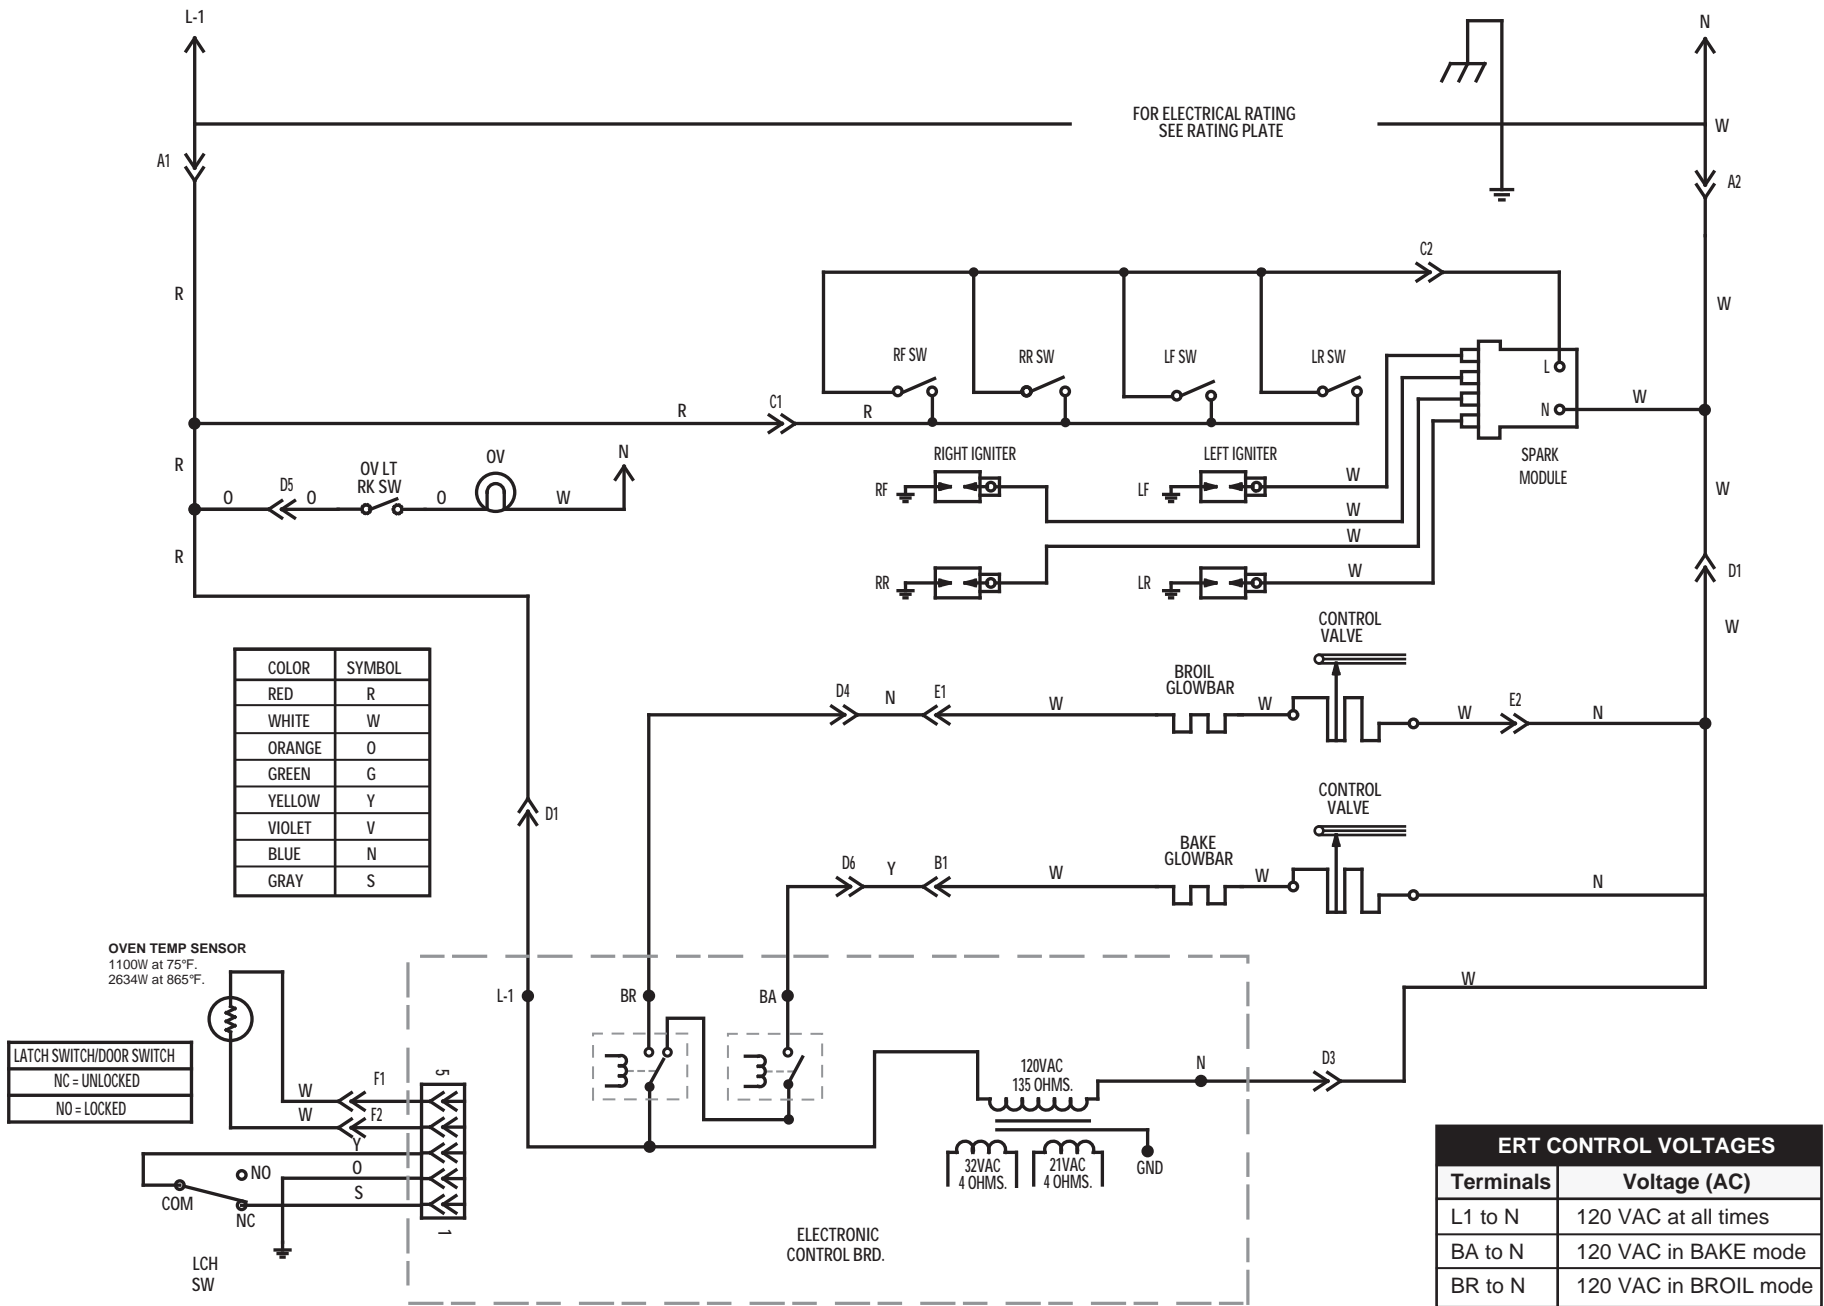 L-1
N
FOR ELECTRICAL RATING
SEE RATING PLATE
W
A1
A2
C2
R
W
RF SW
RR SW
LF SW
LR SW
L
N
W
R
C1
R
SPARK
MODULE
R
O
D5
O
OV LT
RK SW
O
OV
W
N
RIGHT IGNITER
LEFT IGNITER
RF
LF
W
W
W
W
RR
LR
W
R
D1
W
COLOR SYMBOL
RED R
WHITE W
ORANGE O
GREEN G
YELLOW Y
VIOLET V
BLUE N
GRAY S
D1
CONTROL
VALVE
D4
N
E1
W
BROIL
GLOWBAR
W
W
E2
N
CONTROL
VALVE
D6
Y
B1
W
BAKE
GLOWBAR
W
N
OVEN TEMP SENSOR
1100W at 75°F.
2634W at 865°F.
L-1
BR
BA
W
LATCH SWITCH/DOOR SWITCH
NC = UNLOCKED
NO = LOCKED
W
F1
W
F2
Y
O
S
5
1
NO
COM
NC
LCH
SW
120VAC
135 OHMS.
N
D3
32VAC
4 OHMS.
21VAC
4 OHMS.
GND
ELECTRONIC
CONTROL BRD.
ERT CONTROL VOLTAGES
Terminals Voltage (AC)
L1 to N 120 VAC at all times
BA to N 120 VAC in BAKE mode
BR to N 120 VAC in BROIL mode